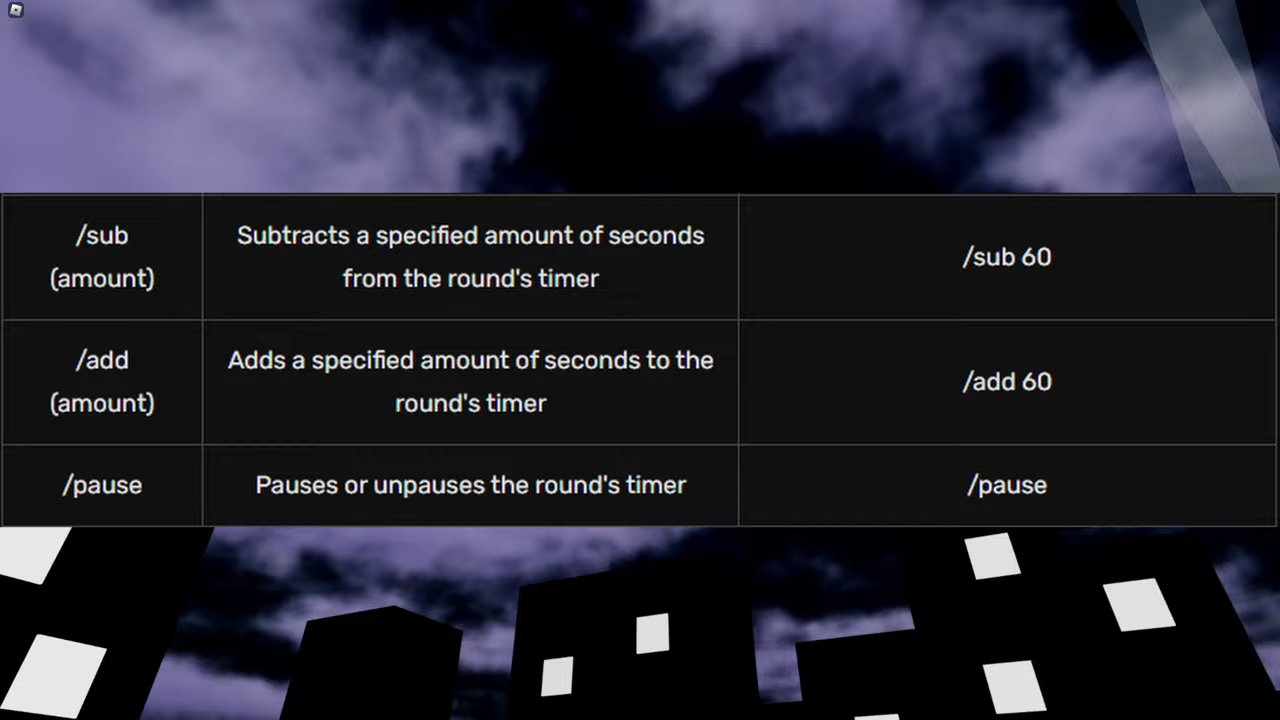 /sub
(amount)
Subtracts a specified amount of seconds
from the round's timer
/sub 60
/add
(amount)
Adds a specified amount of seconds to the
round's timer
/add 60
/pause
Pauses or unpauses the round's timer
/pause